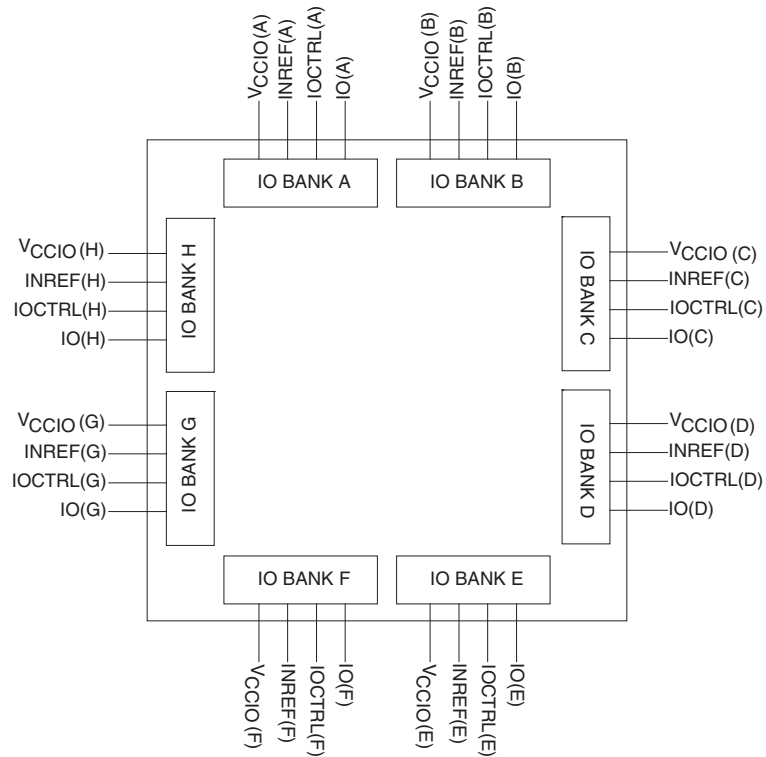 VCCIO(A)
INREF(A)
IOCTRL(A)
IO(A)
VCCIO(B)
INREF(B)
IOCTRL(B)
IO(B)
IO BANK A
IO BANK B
VCCIO(H)
INREF(H)
IOCTRL(H)
IO(H)
IO BANK H
IO BANK C
VCCIO(C)
INREF(C)
IOCTRL(C)
IO(C)
VCCIO(G)
INREF(G)
IOCTRL(G)
IO(G)
IO BANK G
IO BANK D
VCCIO(D)
INREF(D)
IOCTRL(D)
IO(D)
IO BANK F
IO BANK E
VCCIO(F)
INREF(F)
IOCTRL(F)
IO(F)
VCCIO(E)
INREF(E)
IOCTRL(E)
IO(E)